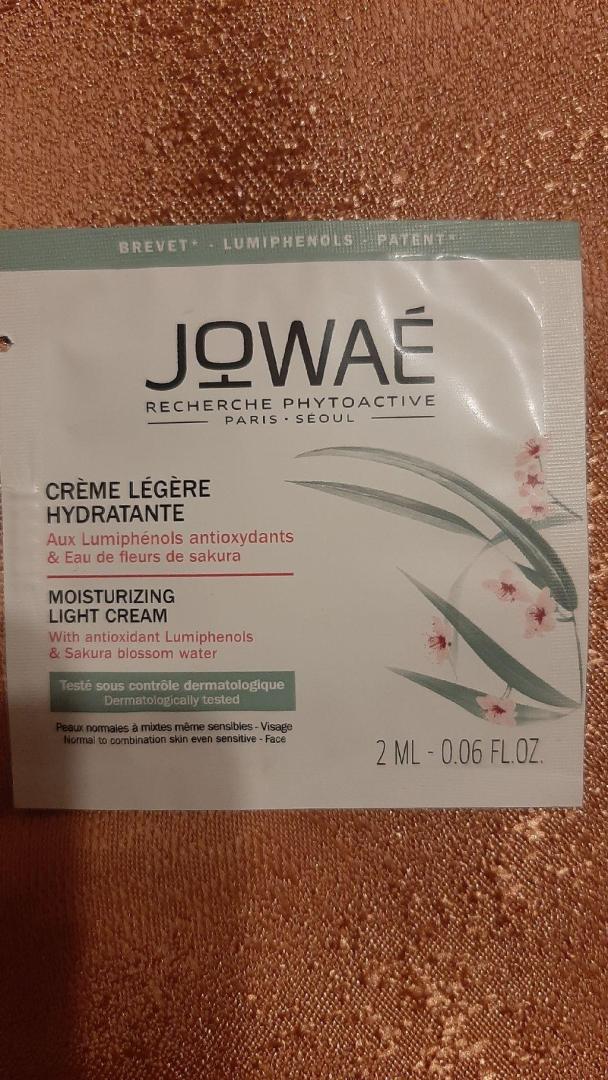 BREVET* - LUMIPHENOLS - PATENT*
JOWAÉ
RECHERCHE PHYTOACTIVE
PARIS · SÉOUL
CRÈME LÉGÈRE
HYDRATANTE
Aux Lumiphénols antioxydants
& Eau de fleurs de sakura
MOISTURIZING
LIGHT CREAM
With antioxidant Lumiphenols
& Sakura blossom water
Testé sous contrôle dermatologique
Dermatologically tested
Peaux normales à mixtes même sensibles - Visage
Normal to combination skin even sensitive - Face
2 ML - 0.06 FL.OZ.